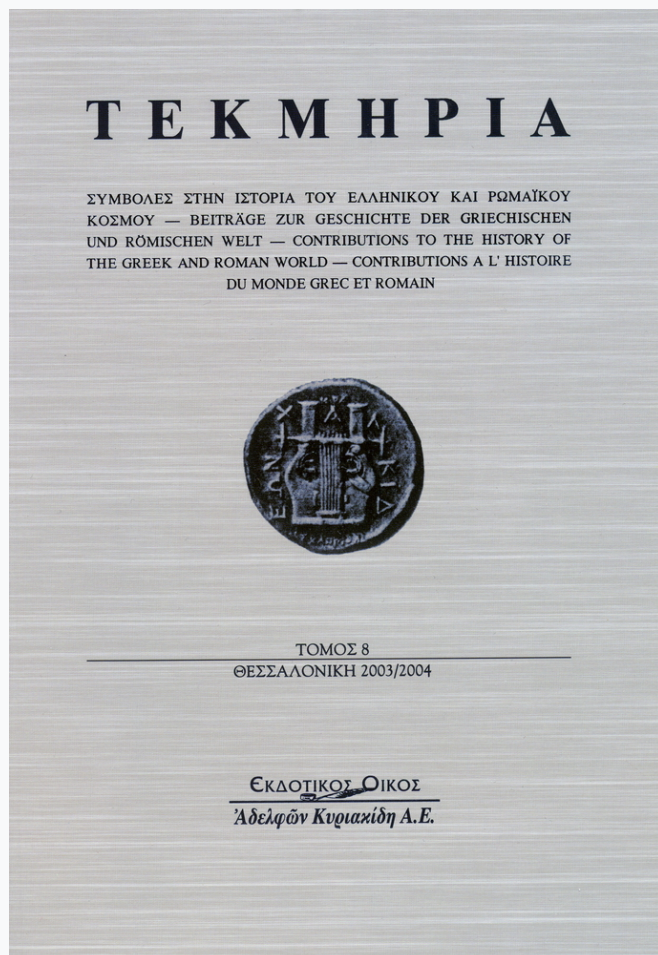 ΤΕΚΜΗΡΙΑ
ΣΥΜΒΟΛΕΣ ΣΤΗΝ ΙΣΤΟΡΙΑ ΤΟΥ ΕΛΛΗΝΙΚΟΥ ΚΑΙ ΡΩΜΑΪΚΟΥ
ΚΟΣΜΟΥ — BEITRÄGE ZUR GESCHICHTE DER GRIECHISCHEN
UND RÖMISCHEN WELT — CONTRIBUTIONS TO THE HISTORY OF
THE GREEK AND ROMAN WORLD — CONTRIBUTIONS A L' HISTOIRE
DU MONDE GREC ET ROMAIN
ΧΑΛΚΙΔΕΩΝ
ΤΟΜΟΣ 8
ΘΕΣΣΑΛΟΝΙΚΗ 2003/2004
ΕΚΔΟΤΙΚΟΣ ΟΙΚΟΣ
Ἀδελφῶν Κυριακίδη Α.Ε.